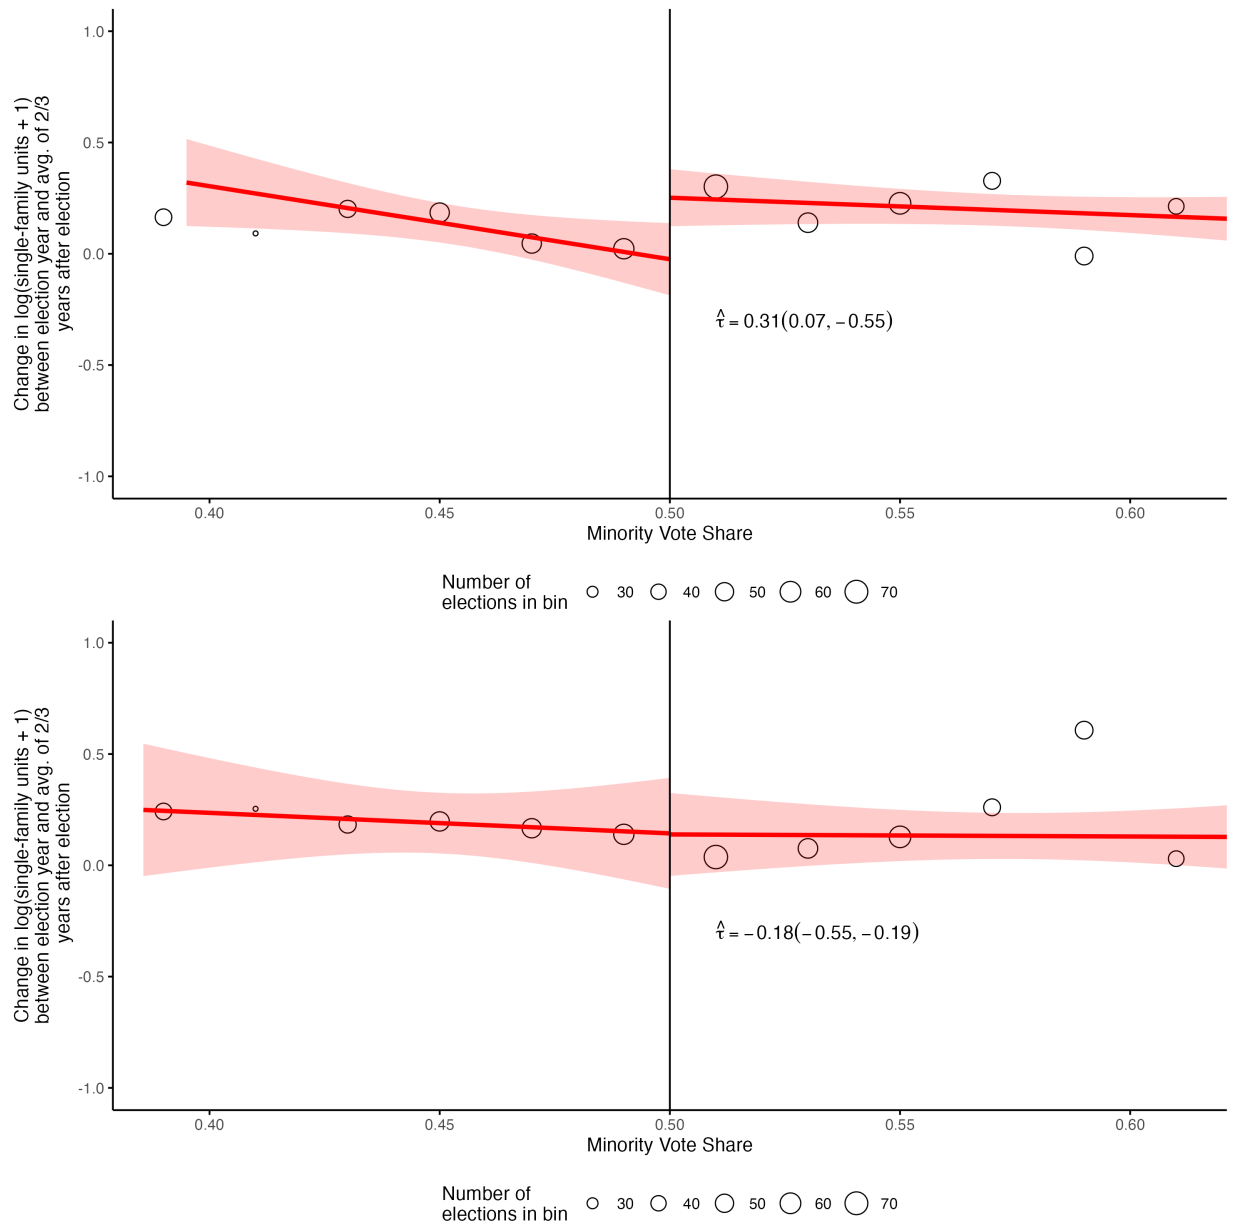 Change in log(single-family units + 1)
between election year and avg. of 2/3
years after election
1.0
0.5
0.0
-0.5
-1.0
τ̂ = 0.31(0.07, −0.55)
0.40 0.45 0.50 0.55 0.60
Minority Vote Share
Number of
elections in bin 30 40 50 60 70
Change in log(single-family units + 1)
between election year and avg. of 2/3
years after election
1.0
0.5
0.0
-0.5
-1.0
τ̂ = −0.18(−0.55, −0.19)
0.40 0.45 0.50 0.55 0.60
Minority Vote Share
Number of
elections in bin 30 40 50 60 70